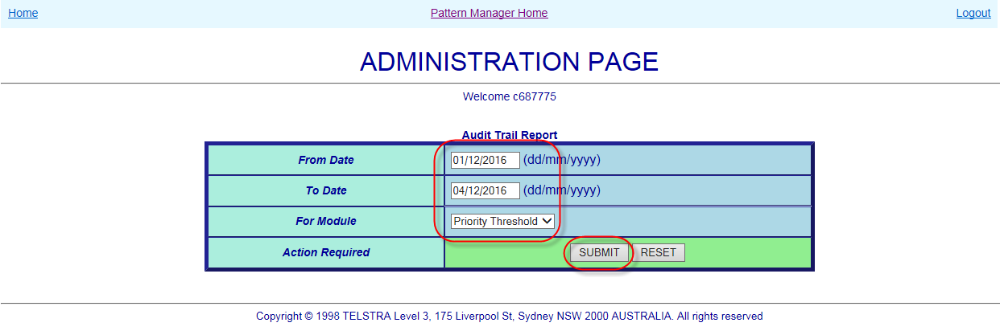 Home Pattern Manager Home Logout
ADMINISTRATION PAGE
Welcome c687775
Audit Trail Report
From Date 01/12/2016 (dd/mm/yyyy)
To Date 04/12/2016 (dd/mm/yyyy)
For Module Priority Threshold
Action Required SUBMIT RESET
Copyright © 1998 TELSTRA Level 3, 175 Liverpool St, Sydney NSW 2000 AUSTRALIA. All rights reserved